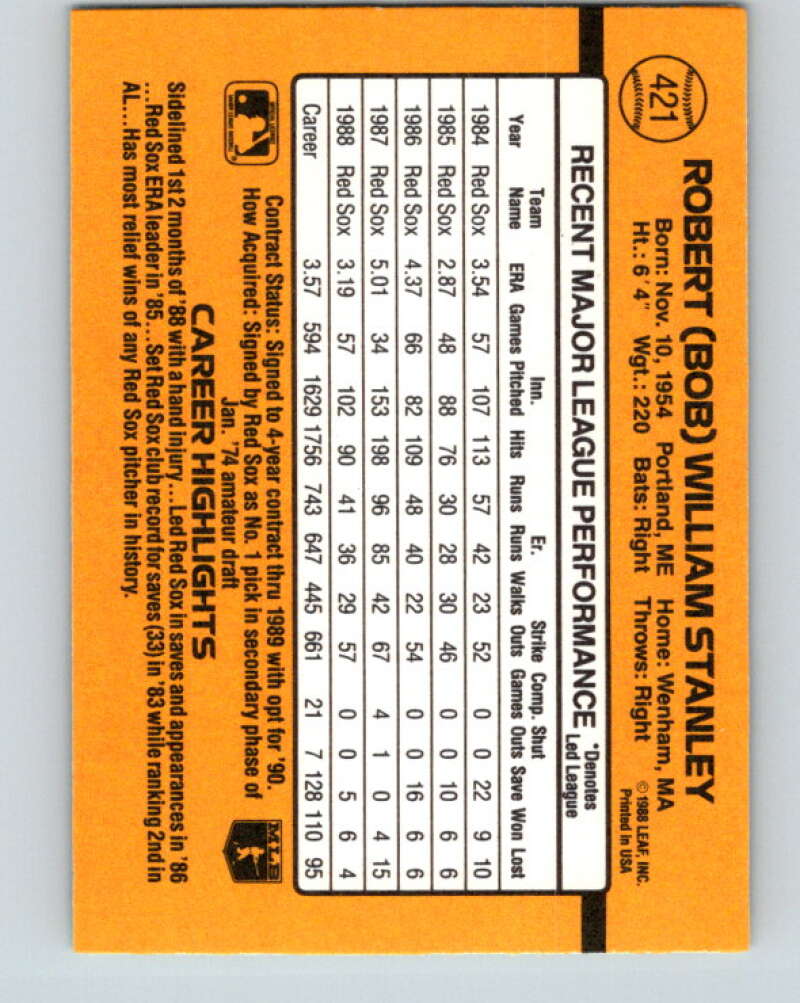 421
ROBERT (BOB) WILLIAM STANLEY
Born: Nov. 10, 1954 Portland, ME Home: Wenham, MA
Ht.: 6'4" Wgt.: 220 Bats: Right Throws: Right
© 1988 LEAF, INC.
Printed in USA
RECENT MAJOR LEAGUE PERFORMANCE
*Denotes
Led League
Team Inn. Er. Strike Comp. Shut
Year Name ERA Games Pitched Hits Runs Runs Walks Outs Games Outs Save Won Lost
1984 Red Sox 3.54 57 107 113 57 42 23 52 0 0 22 9 10
1985 Red Sox 2.87 48 88 76 30 28 30 46 0 0 10 6 6
1986 Red Sox 4.37 66 82 109 48 40 22 54 0 0 16 6 6
1987 Red Sox 5.01 34 153 198 96 85 42 67 4 1 0 4 15
1988 Red Sox 3.19 57 102 90 41 36 29 57 0 0 5 6 4
Career 3.57 594 1629 1756 743 647 445 661 21 7 128 110 95
Contract Status: Signed to 4-year contract thru 1989 with opt for '90.
How Acquired: Signed by Red Sox as No. 1 pick in secondary phase of
Jan. '74 amateur draft
MLB
CAREER HIGHLIGHTS
Sidelined 1st 2 months of '88 with a hand injury...Led Red Sox in saves and appearances in '86
...Red Sox ERA leader in '85...Set Red Sox club record for saves (33) in '83 while ranking 2nd in
AL...Has most relief wins of any Red Sox pitcher in history.